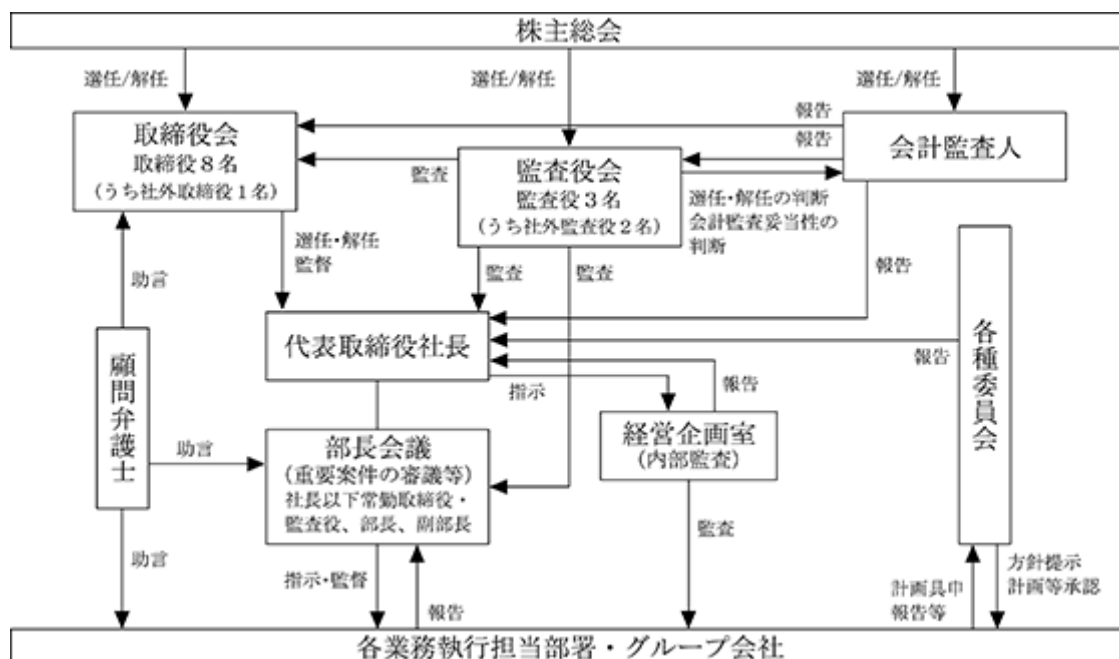 株主総会
選任/解任
選任/解任
選任/解任
取締役会
取締役8名
(うち社外取締役1名)
報告
報告
会計監査人
監査
監査役会
監査役3名
(うち社外監査役2名)
選任・解任の判断
会計監査妥当性の
判断
選任・解任
監督
助言
監査
監査
報告
代表取締役社長
報告
各種委員会
顧問弁護士
指示
報告
助言
部長会議
(重要案件の審議等)
社長以下常勤取締役・
監査役、部長、副部長
経営企画室
(内部監査)
助言
指示・監督
報告
監査
計画具申
報告等
方針提示
計画等承認
各業務執行担当部署・グループ会社